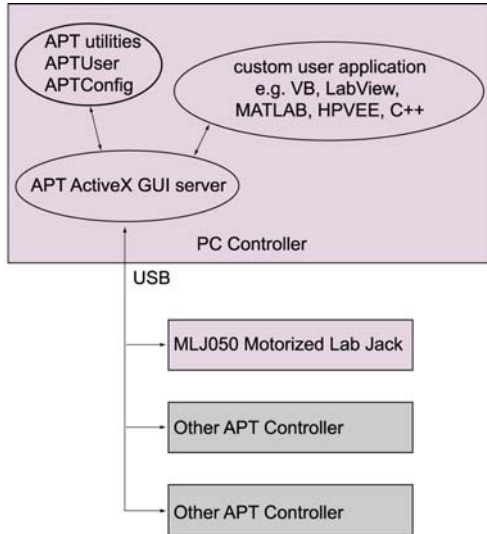 APT utilities
APTUser
APTConfig
custom user application
e.g. VB, LabView,
MATLAB, HPVEE, C++
APT ActiveX GUI server
PC Controller
USB
MLJ050 Motorized Lab Jack
Other APT Controller
Other APT Controller